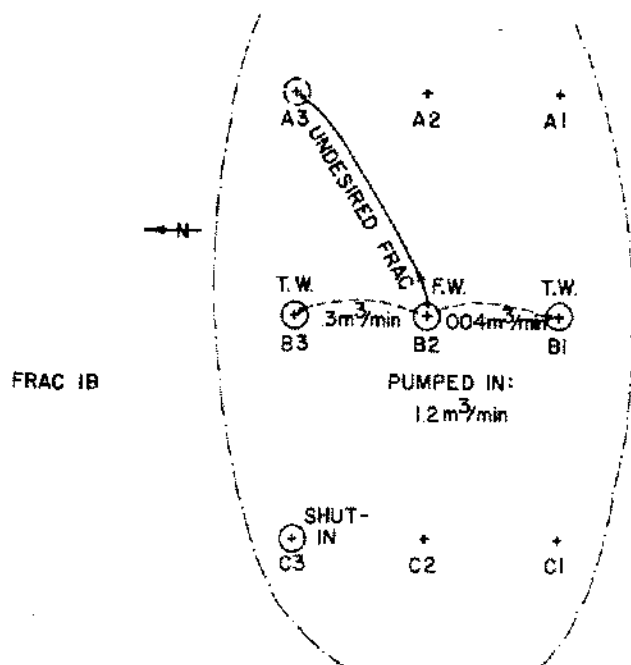 A3
A2
A1
UNDESIRED FRAC
N
T.W.
F.W.
T.W.
.3m³/min
.004m³/min
B3
B2
B1
FRAC 1B
PUMPED IN:
1.2m³/min
SHUT-
IN
C3
C2
C1